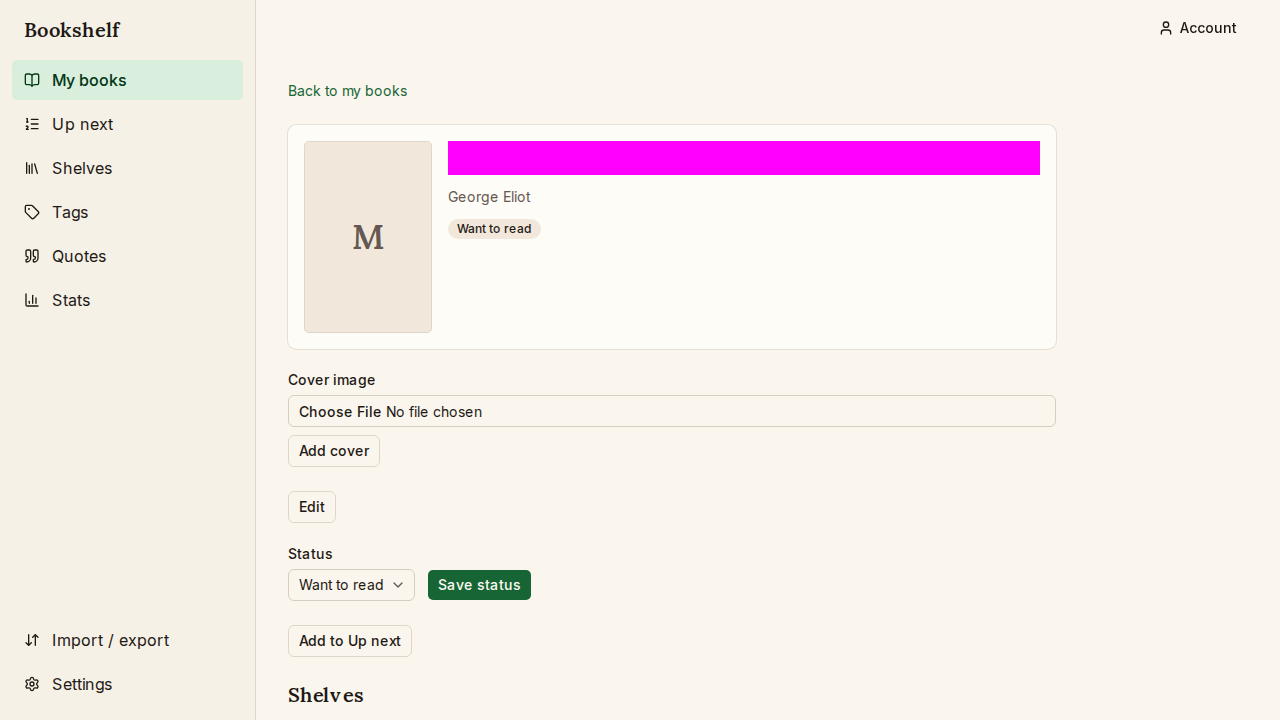 Bookshelf
Account
My books
Up next
Shelves
Tags
Quotes
Stats
Import / export
Settings
Back to my books
M
George Eliot
Want to read
Cover image
Choose File No file chosen
Add cover
Edit
Status
Want to read
Save status
Add to Up next
Shelves